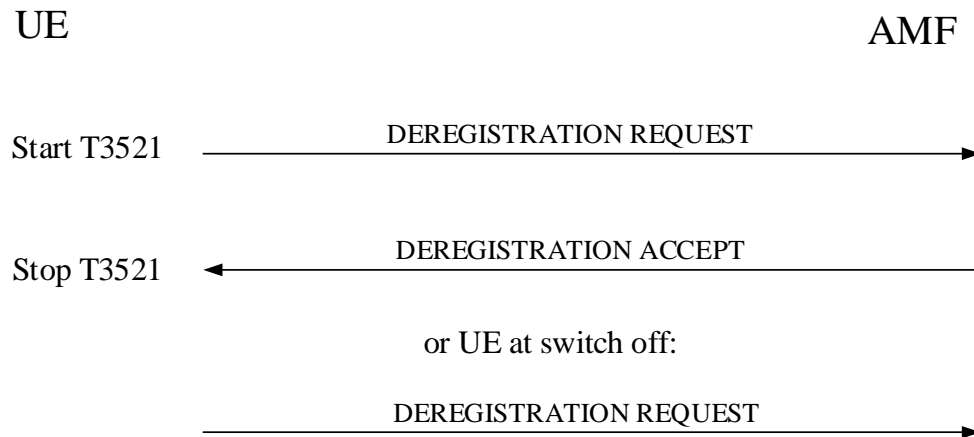 UE
AMF
Start T3521
DEREGISTRATION REQUEST
Stop T3521
DEREGISTRATION ACCEPT
or UE at switch off:
DEREGISTRATION REQUEST